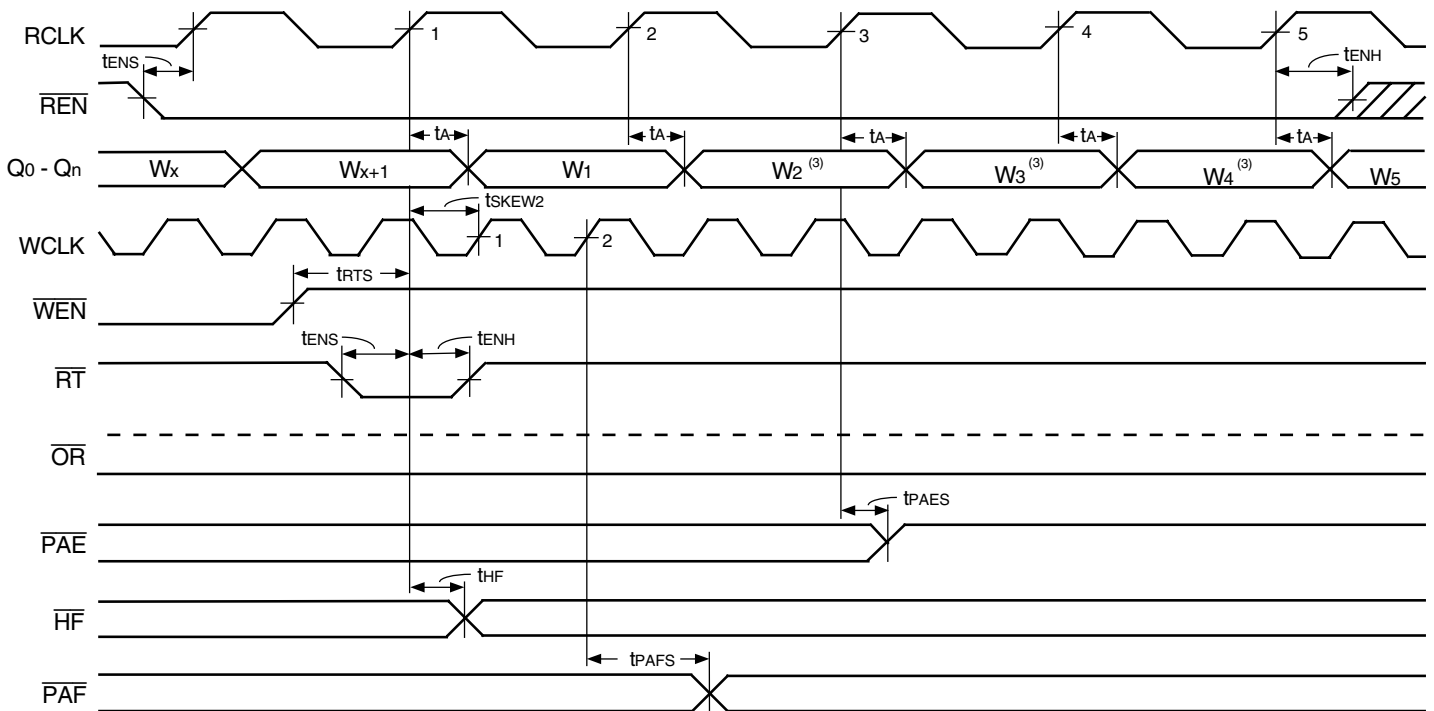 RCLK 1 2 3 4 5
tENS tENH
REN
tA tA tA tA tA
Q0 - Qn Wx Wx+1 W1 W2 (3) W3 (3) W4 (3) W5
tSKEW2
WCLK 1 2
tRTS
WEN
tENS tENH
RT
OR
tPAES
PAE
tHF
HF
tPAFS
PAF